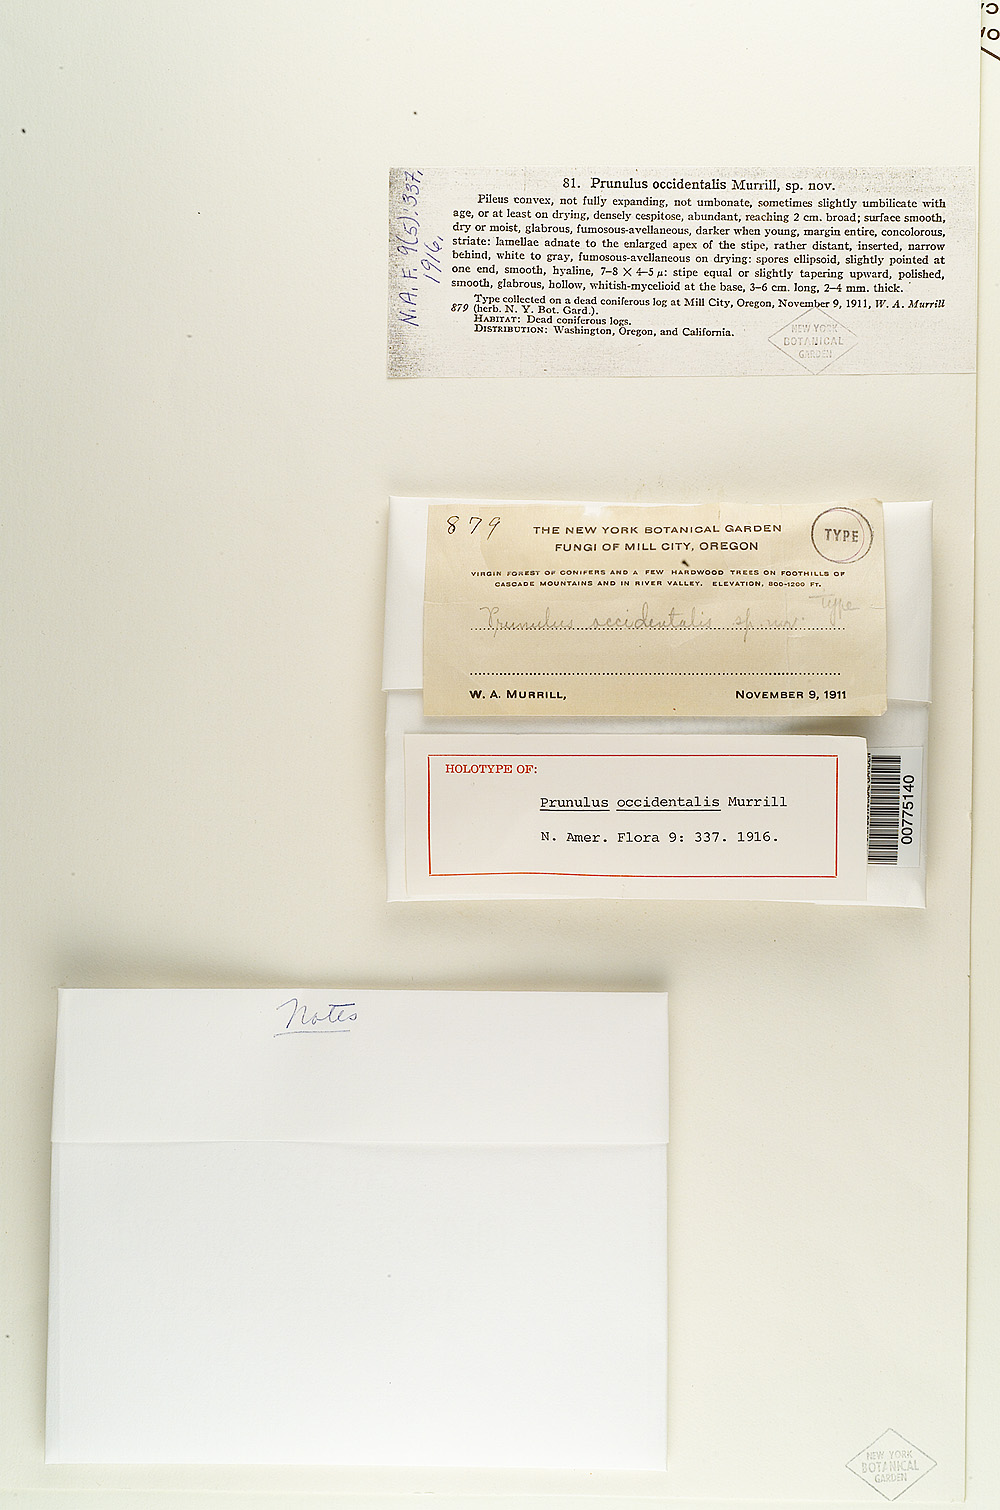 N.A.F. 9(5): 337,
1916,
81. Prunulus occidentalis Murrill, sp. nov.
Pileus convex, not fully expanding, not umbonate, sometimes slightly umbilicate with
age, or at least on drying, densely cespitose, abundant, reaching 2 cm. broad; surface smooth,
dry or moist, glabrous, fumosous-avellaneous, darker when young, margin entire, concolorous,
striate: lamellae adnate to the enlarged apex of the stipe, rather distant, inserted, narrow
behind, white to gray, fumosous-avellaneous on drying: spores ellipsoid, slightly pointed at
one end, smooth, hyaline, 7-8 × 4-5 µ: stipe equal or slightly tapering upward, polished,
smooth, glabrous, hollow, whitish-mycelioid at the base, 3-6 cm. long, 2-4 mm. thick.
Type collected on a dead coniferous log at Mill City, Oregon, November 9, 1911, W. A. Murrill
879 (herb. N. Y. Bot. Gard.).
HABITAT: Dead coniferous logs.
DISTRIBUTION: Washington, Oregon, and California.
NEW YORK
BOTANICAL
GARDEN
879
THE NEW YORK BOTANICAL GARDEN
TYPE
FUNGI OF MILL CITY, OREGON
VIRGIN FOREST OF CONIFERS AND A FEW HARDWOOD TREES ON FOOTHILLS OF
CASCADE MOUNTAINS AND IN RIVER VALLEY. ELEVATION, 800-1200 FT.
Type
Prunulus occidentalis sp. nov.
W. A. MURRILL,
NOVEMBER 9, 1911
HOLOTYPE OF:
Prunulus occidentalis Murrill
N. Amer. Flora 9: 337. 1916.
00775140
Notes
NEW YORK
BOTANICAL
GARDEN